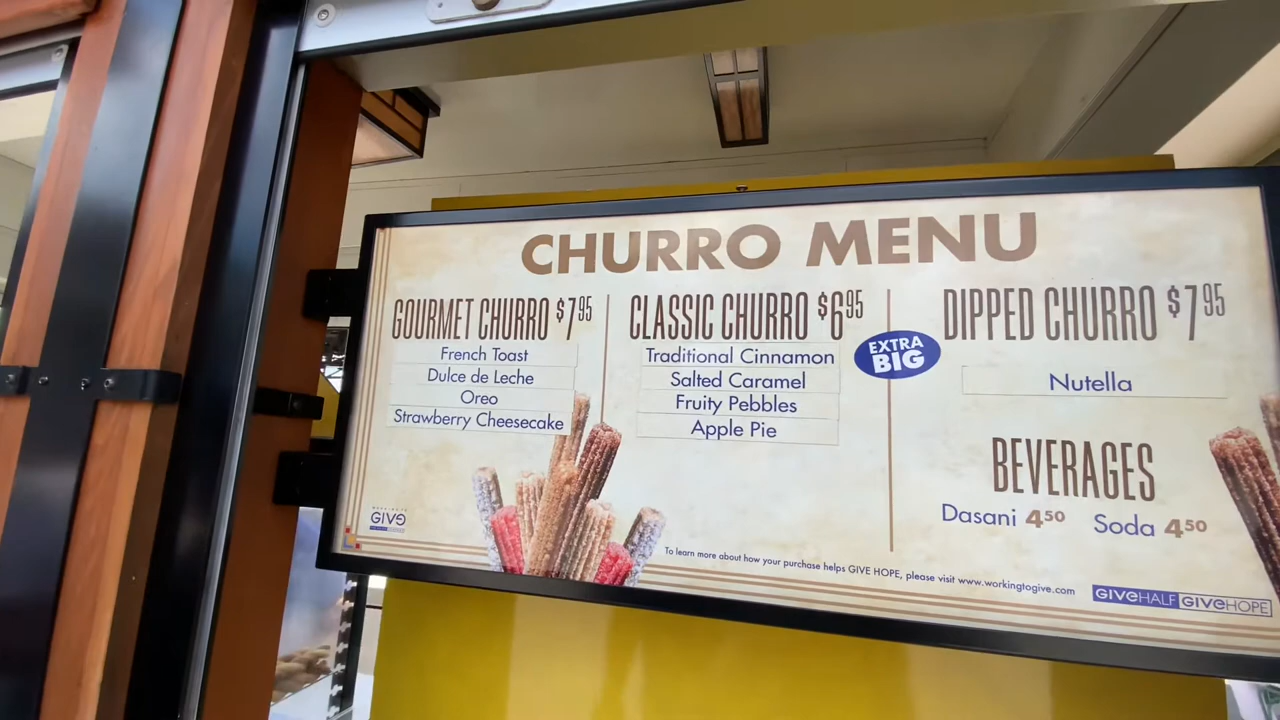 CHURRO MENU
GOURMET CHURRO $7.95
French Toast
Dulce de Leche
Oreo
Strawberry Cheesecake
CLASSIC CHURRO $6.95
Traditional Cinnamon
Salted Caramel
Fruity Pebbles
Apple Pie
EXTRA
BIG
DIPPED CHURRO $7.95
Nutella
BEVERAGES
Dasani 4.50 Soda 4.50
GIVE
To learn more about how your purchase helps GIVE HOPE, please visit www.workingtogive.com
GIVEHALF GIVEHOPE